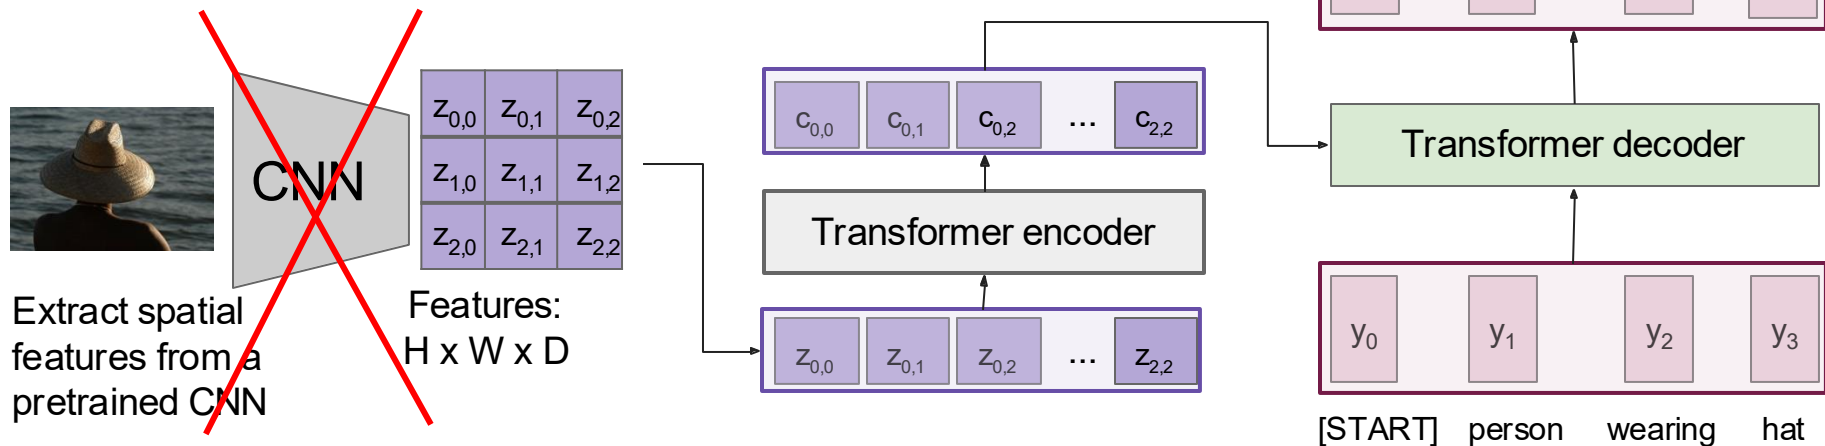 CNN
z0,0 z0,1 z0,2
z1,0 z1,1 z1,2
z2,0 z2,1 z2,2
Extract spatial
features from a
pretrained CNN
Features:
H x W x D
c0,0 c0,1 c0,2 ... c2,2
Transformer encoder
z0,0 z0,1 z0,2 ... z2,2
Transformer decoder
y0 y1 y2 y3
[START] person wearing hat